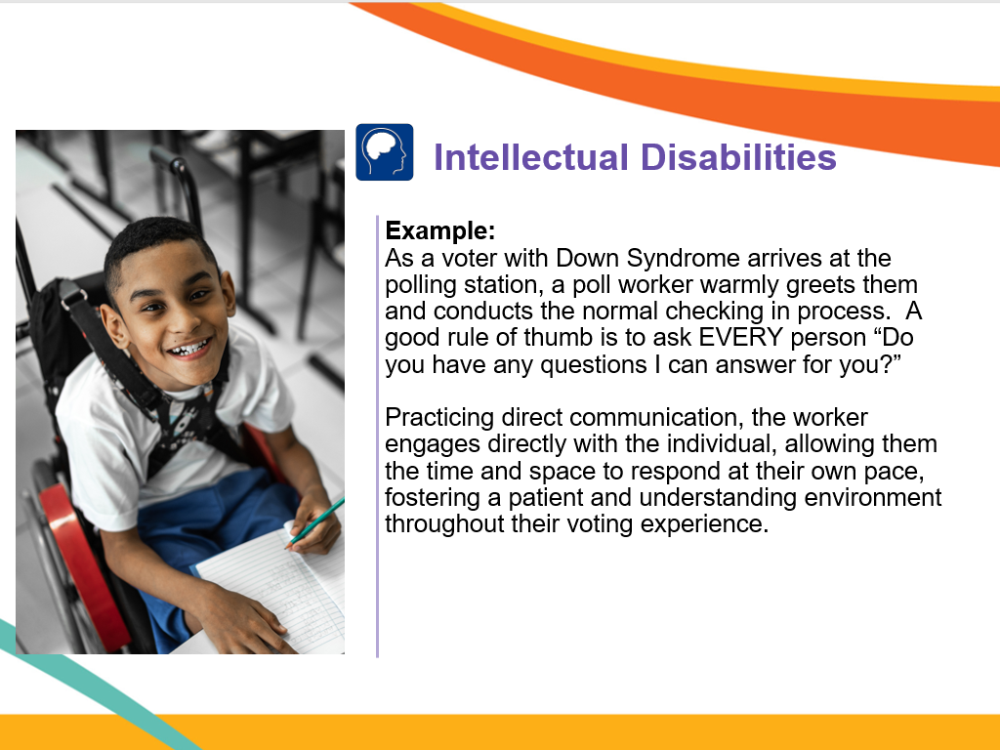 Intellectual Disabilities
Example:
As a voter with Down Syndrome arrives at the
polling station, a poll worker warmly greets them
and conducts the normal checking in process.  A
good rule of thumb is to ask EVERY person “Do
you have any questions I can answer for you?”
Practicing direct communication, the worker
engages directly with the individual, allowing them
the time and space to respond at their own pace,
fostering a patient and understanding environment
throughout their voting experience.